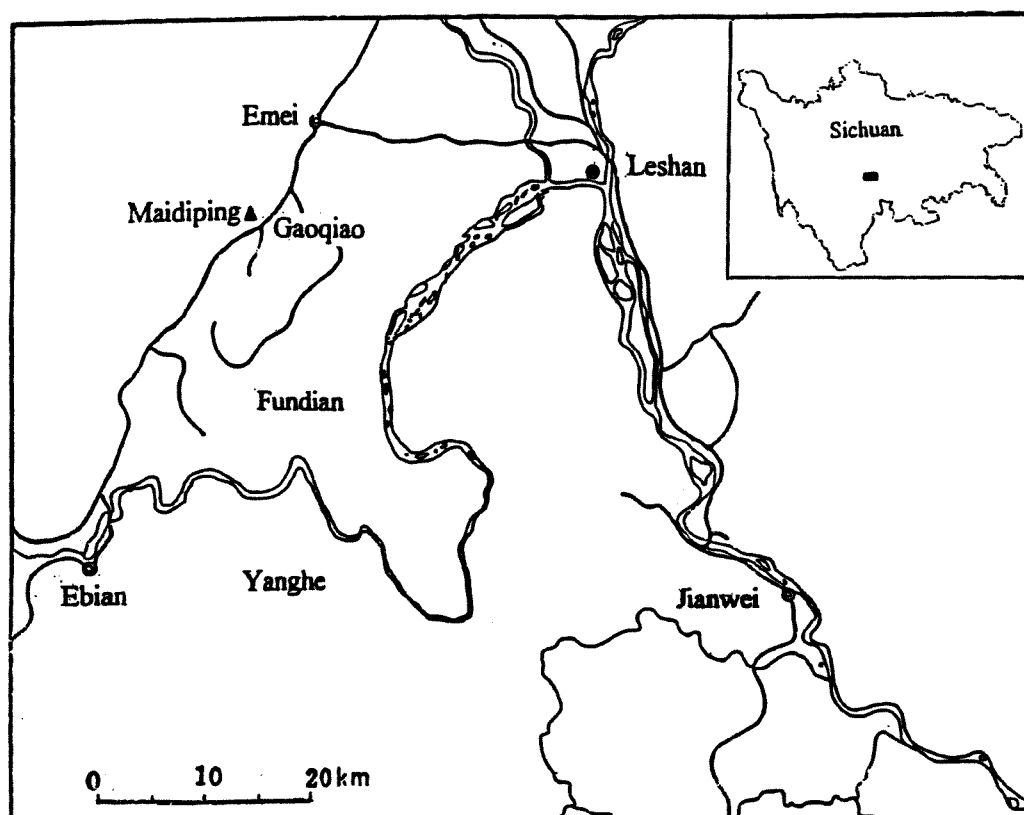 Emei
Sichuan
Leshan
Maidiping
Gaoqiao
Fundian
Yanghe
Ebian
Jianwei
0 10 20km